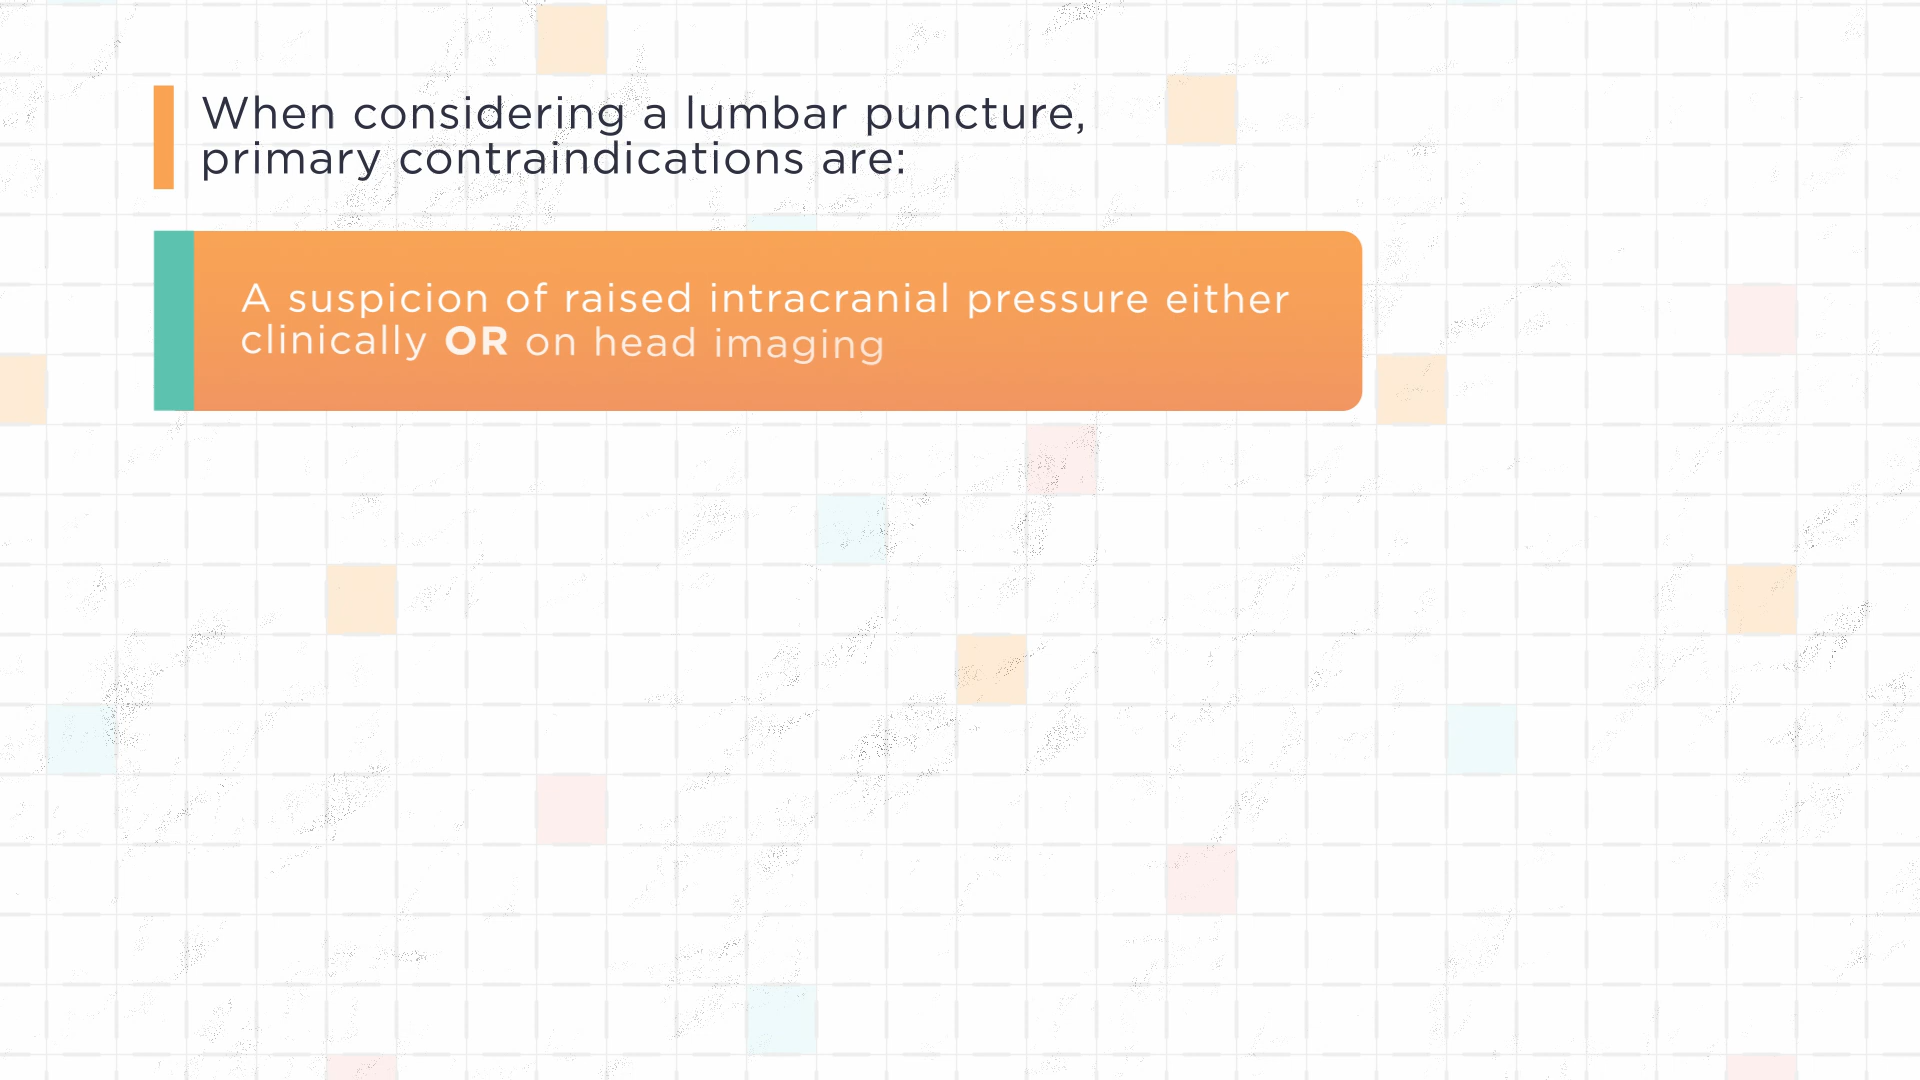 When considering a lumbar puncture,
primary contraindications are:
A suspicion of raised intracranial pressure either
clinically OR on head imaging